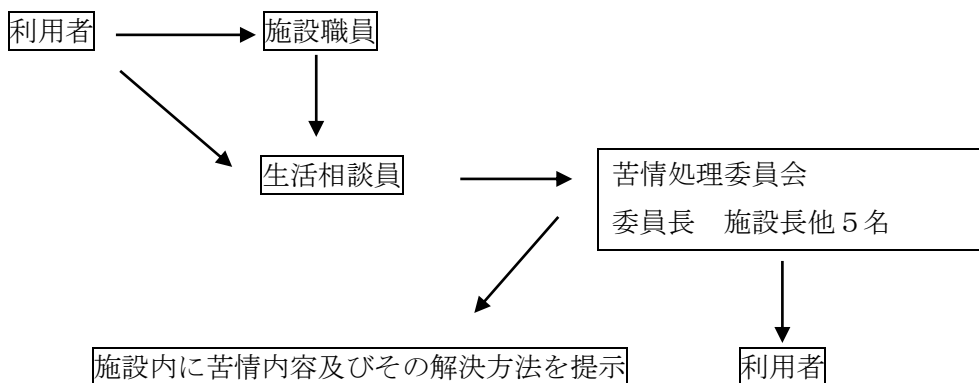 利用者
施設職員
生活相談員
苦情処理委員会
委員長　施設長他５名
施設内に苦情内容及びその解決方法を提示
利用者